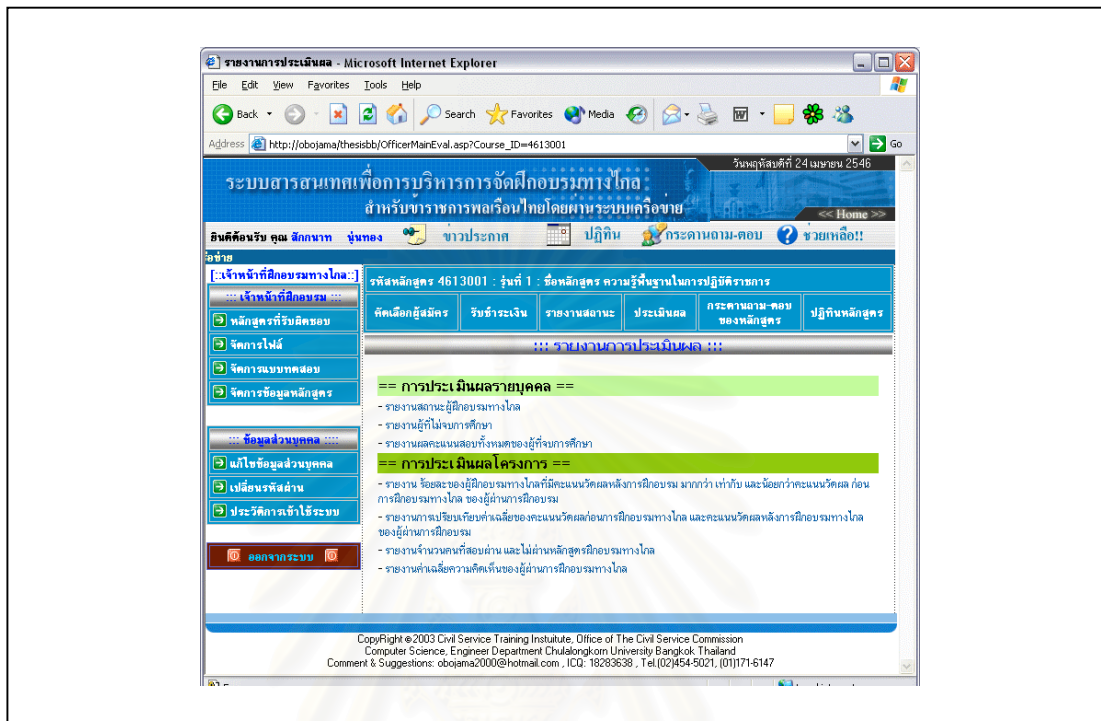 รายงานการประเมินผล - Microsoft Internet Explorer
File Edit View Favorites Tools Help
Back Search Favorites Media
Address http://obojama/thesisbb/OfficerMainEval.asp?Course_ID=4613001 Go
วันพฤหัสบดีที่ 24 เมษายน 2546
ระบบสารสนเทศเพื่อการบริหารการจัดฝึกอบรมทางไกล
สำหรับข้าราชการพลเรือนไทยโดยผ่านระบบเครือข่าย
<< Home >>
ยินดีต้อนรับ คุณ สักกนาท นุ่นทอง ข่าวประกาศ ปฏิทิน กระดานถาม-ตอบ ช่วยเหลือ!!
อข่าย
[::เจ้าหน้าที่ฝึกอบรมทางไกล::]
::: เจ้าหน้าที่ฝึกอบรม :::
หลักสูตรที่รับผิดชอบ
จัดการไฟล์
จัดการแบบทดสอบ
จัดการข้อมูลหลักสูตร
::: ข้อมูลส่วนบุคคล ::::
แก้ไขข้อมูลส่วนบุคคล
เปลี่ยนรหัสผ่าน
ประวัติการเข้าใช้ระบบ
ออกจากระบบ
รหัสหลักสูตร 4613001 : รุ่นที่ 1 : ชื่อหลักสูตร ความรู้พื้นฐานในการปฏิบัติราชการ
คัดเลือกผู้สมัคร รับชำระเงิน รายงานสถานะ ประเมินผล กระดานถาม-ตอบ
ของหลักสูตร ปฏิทินหลักสูตร
::: รายงานการประเมินผล :::
== การประเมินผลรายบุคคล ==
- รายงานสถานะผู้ฝึกอบรมทางไกล
- รายงานผู้ที่ไม่จบการศึกษา
- รายงานผลคะแนนสอบทั้งหมดของผู้ที่จบการศึกษา
== การประเมินผลโครงการ ==
- รายงาน ร้อยละของผู้ฝึกอบรมทางไกลที่มีคะแนนวัดผลหลังการฝึกอบรม มากกว่า เท่ากับ และน้อยกว่าคะแนนวัดผล ก่อน
การฝึกอบรมทางไกล ของผู้ผ่านการฝึกอบรม
- รายงานการเปรียบเทียบค่าเฉลี่ยของคะแนนวัดผลก่อนการฝึกอบรมทางไกล และคะแนนวัดผลหลังการฝึกอบรมทางไกล
ของผู้ผ่านการฝึกอบรม
- รายงานจำนวนคนที่สอบผ่าน และไม่ผ่านหลักสูตรฝึกอบรมทางไกล
- รายงานค่าเฉลี่ยความคิดเห็นของผู้ผ่านการฝึกอบรมทางไกล
CopyRight @2003 Civil Service Training Instuitute, Office of The Civil Service Commission
Computer Science, Engineer Department Chulalongkorn University Bangkok Thailand
Comment & Suggestions: obojama2000@hotmail.com , ICQ: 18283638 , Tel.(02)454-5021, (01)171-6147